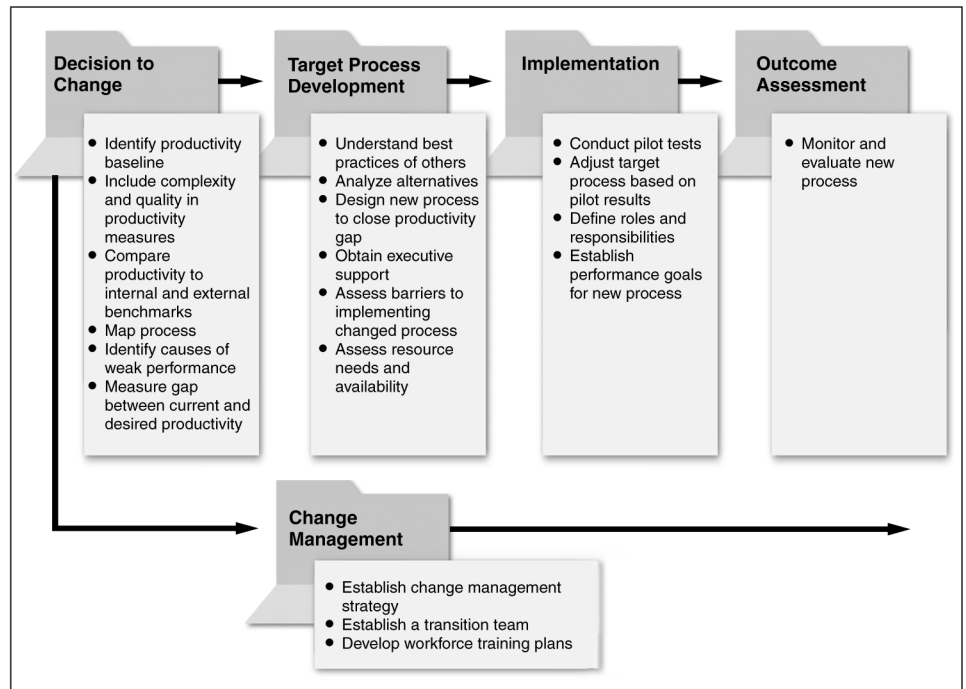 Decision to
Change
● Identify productivity
baseline
● Include complexity
and quality in
productivity
measures
● Compare
productivity to
internal and external
benchmarks
● Map process
● Identify causes of
weak performance
● Measure gap
between current and
desired productivity
Target Process
Development
● Understand best
practices of others
● Analyze alternatives
● Design new process
to close productivity
gap
● Obtain executive
support
● Assess barriers to
implementing
changed process
● Assess resource
needs and
availability
Implementation
● Conduct pilot tests
● Adjust target
process based on
pilot results
● Define roles and
responsibilities
● Establish
performance goals
for new process
Outcome
Assessment
● Monitor and
evaluate new
process
Change
Management
● Establish change management
strategy
● Establish a transition team
● Develop workforce training plans